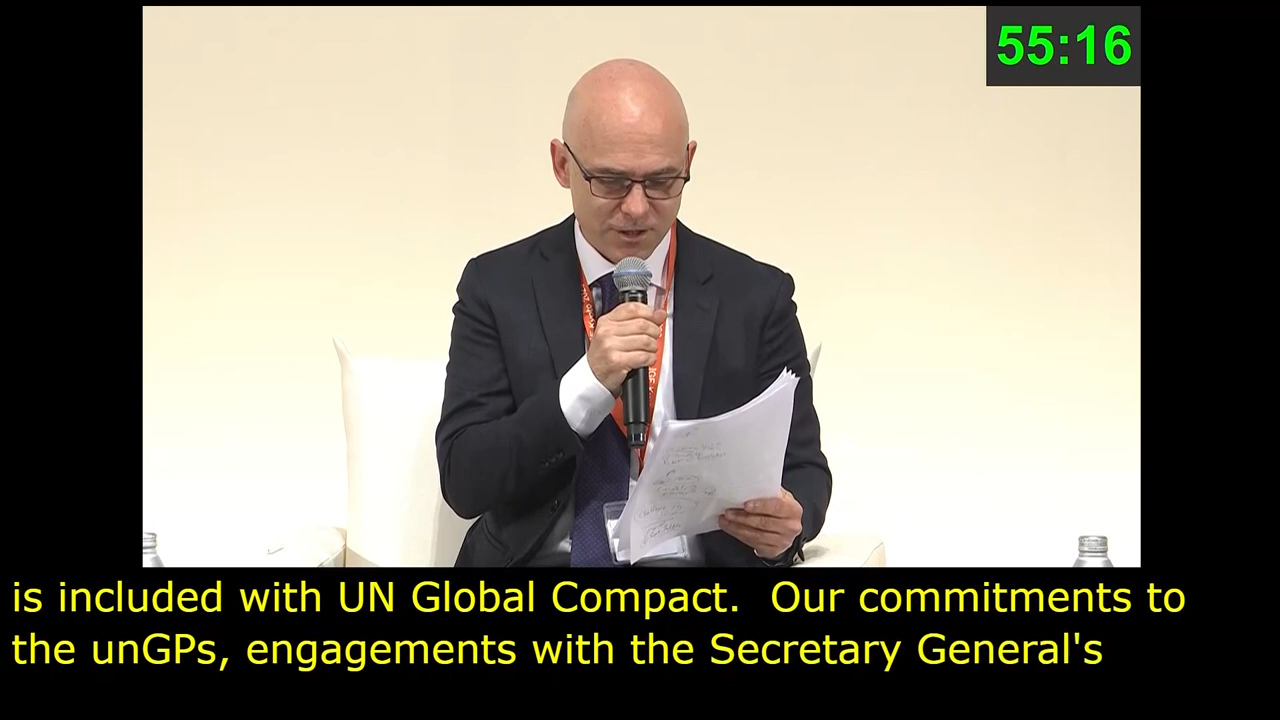 55:16
is included with UN Global Compact.  Our commitments to
the unGPs, engagements with the Secretary General's